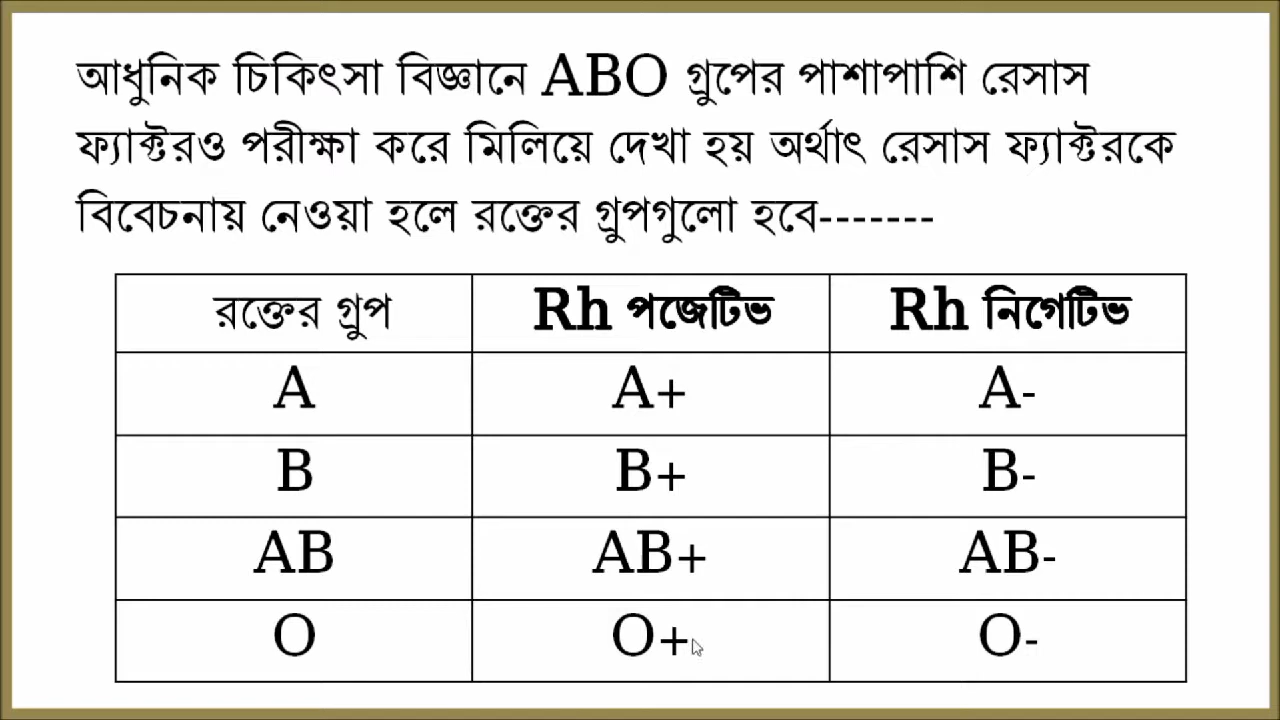 আধুনিক চিকিৎসা বিজ্ঞানে ABO গ্রুপের পাশাপাশি রেসাস
ফ্যাক্টরও পরীক্ষা করে মিলিয়ে দেখা হয় অর্থাৎ রেসাস ফ্যাক্টরকে
বিবেচনায় নেওয়া হলে রক্তের গ্রুপগুলো হবে-------
রক্তের গ্রুপ Rh পজেটিভ Rh নিগেটিভ
A A+ A-
B B+ B-
AB AB+ AB-
O O+ O-